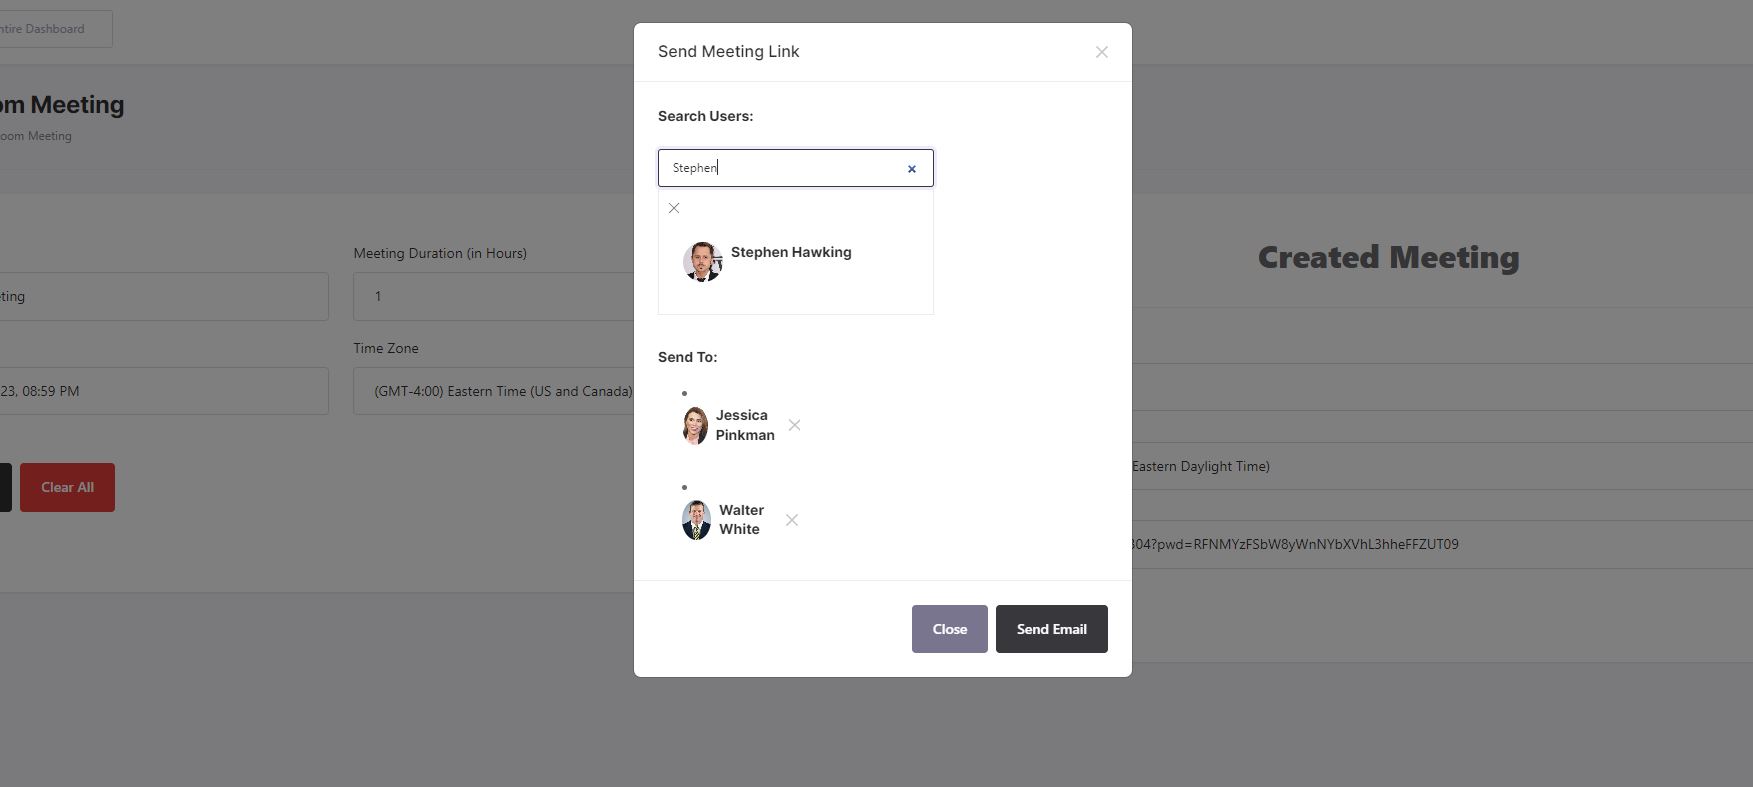 ntire Dashboard
om Meeting
oom Meeting
Send Meeting Link
Search Users:
Stephen
Stephen Hawking
Send To:
Jessica
Pinkman
Walter
White
Close
Send Email
Meeting Duration (in Hours)
eting
1
Time Zone
23, 08:59 PM
(GMT-4:00) Eastern Time (US and Canada)
Clear All
Created Meeting
Eastern Daylight Time)
304?pwd=RFNMYzFSbW8yWnNYbXVhL3hheFFZUT09